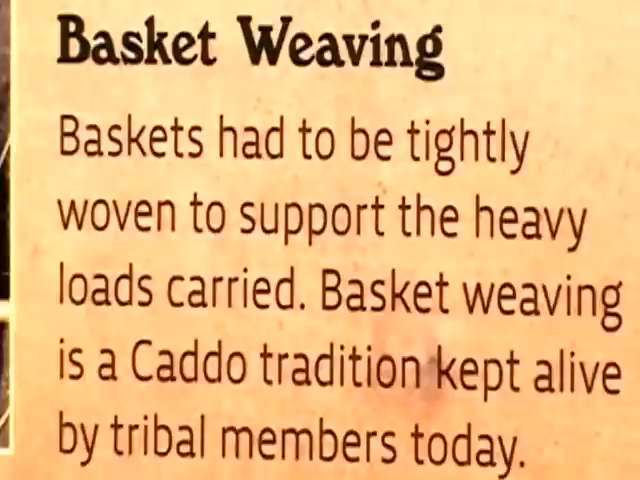 Basket Weaving
Baskets had to be tightly
woven to support the heavy
loads carried. Basket weaving
is a Caddo tradition kept alive
by tribal members today.